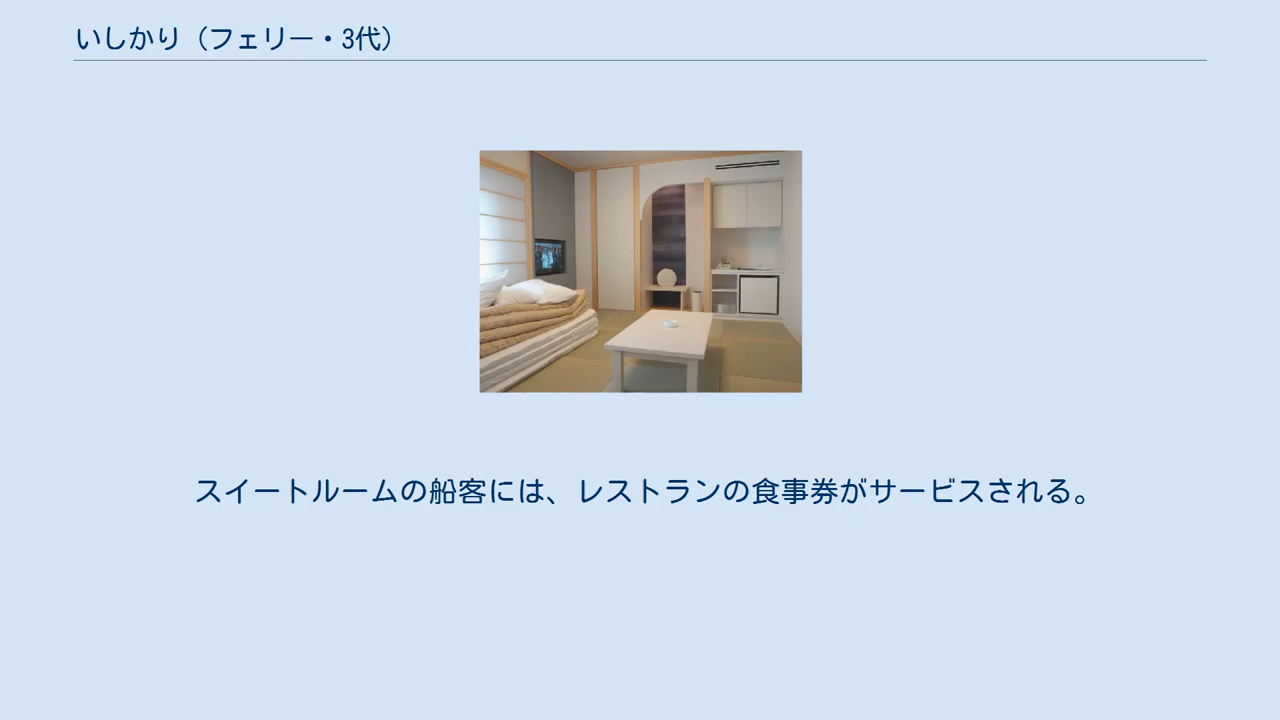 いしかり（フェリー・3代）
スイートルームの船客には、レストランの食事券がサービスされる。